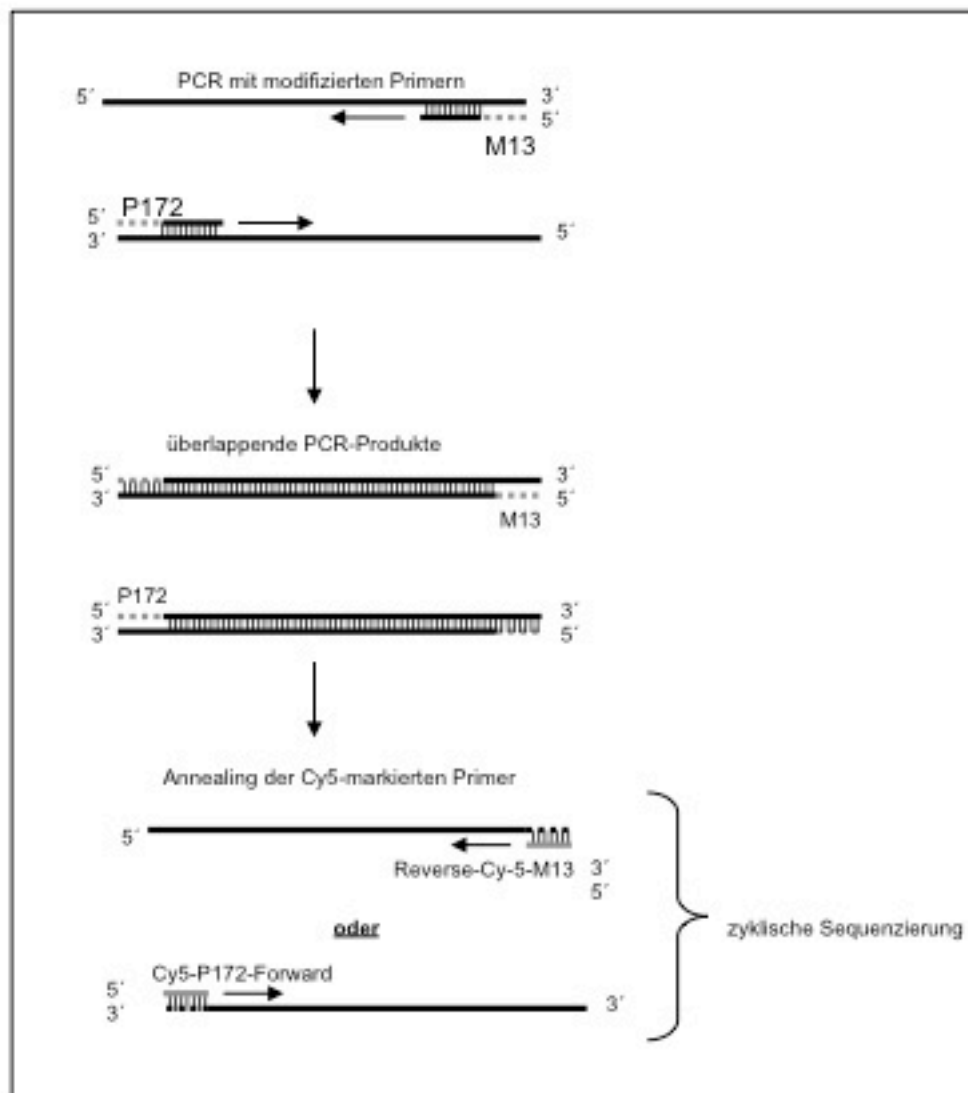 PCR mit modifizierten Primern
5´ 3´
5´
M13
P172
5´
3´ 5´
überlappende PCR-Produkte
5´ 3´
3´ 5´
M13
P172
5´ 3´
3´ 5´
Annealing der Cy5-markierten Primer
5´
Reverse-Cy-5-M13 3´
5´
oder
zyklische Sequenzierung
Cy5-P172-Forward
5´
3´ 3´